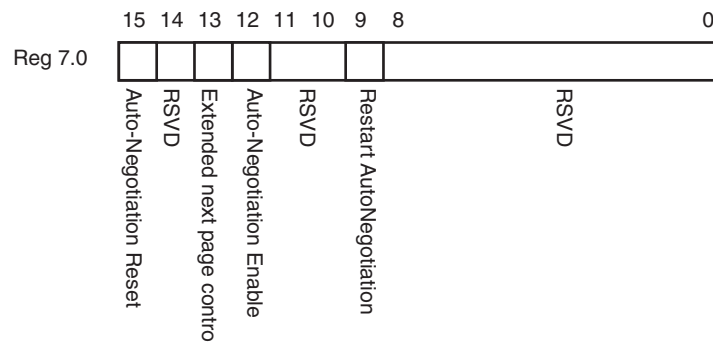 15 14 13 12 11 10 9 8 0
Reg 7.0
Auto-Negotiation Reset
RSVD
Extended next page contro
Auto-Negotiation Enable
RSVD
Restart AutoNegotiation
RSVD